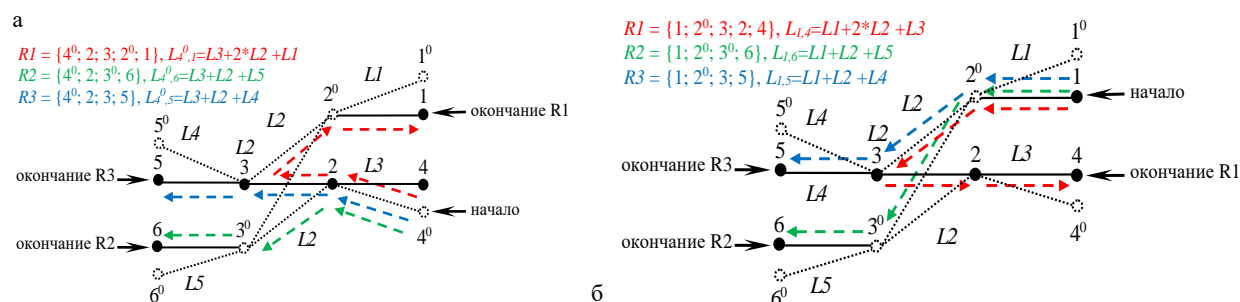 а
R1 = {4⁰; 2; 3; 2⁰; 1}, L₄⁰,₁=L3+2*L2+L1
R2 = {4⁰; 2; 3⁰; 6}, L₄⁰,₆=L3+L2 +L5
R3 = {4⁰; 2; 3; 5}, L₄⁰,₅=L3+L2 +L4
1⁰
L1
2⁰
1
окончание R1
5⁰
L4
L2
5
3
L2
2
L3
4
окончание R3
начало
6
3⁰
L2
4⁰
окончание R2
L5
6⁰
б
R1 = {1; 2⁰; 3; 2; 4}, L₁,₄=L1+2*L2+L3
R2 = {1; 2⁰; 3⁰; 6}, L₁,₆=L1+L2 +L5
R3 = {1; 2⁰; 3; 5}, L₁,₅=L1+L2 +L4
1⁰
L1
2⁰
1
начало
5⁰
L4
L2
L2
5
3
2
L3
4
окончание R3
окончание R1
L4
6
3⁰
L2
4⁰
окончание R2
L5
6⁰